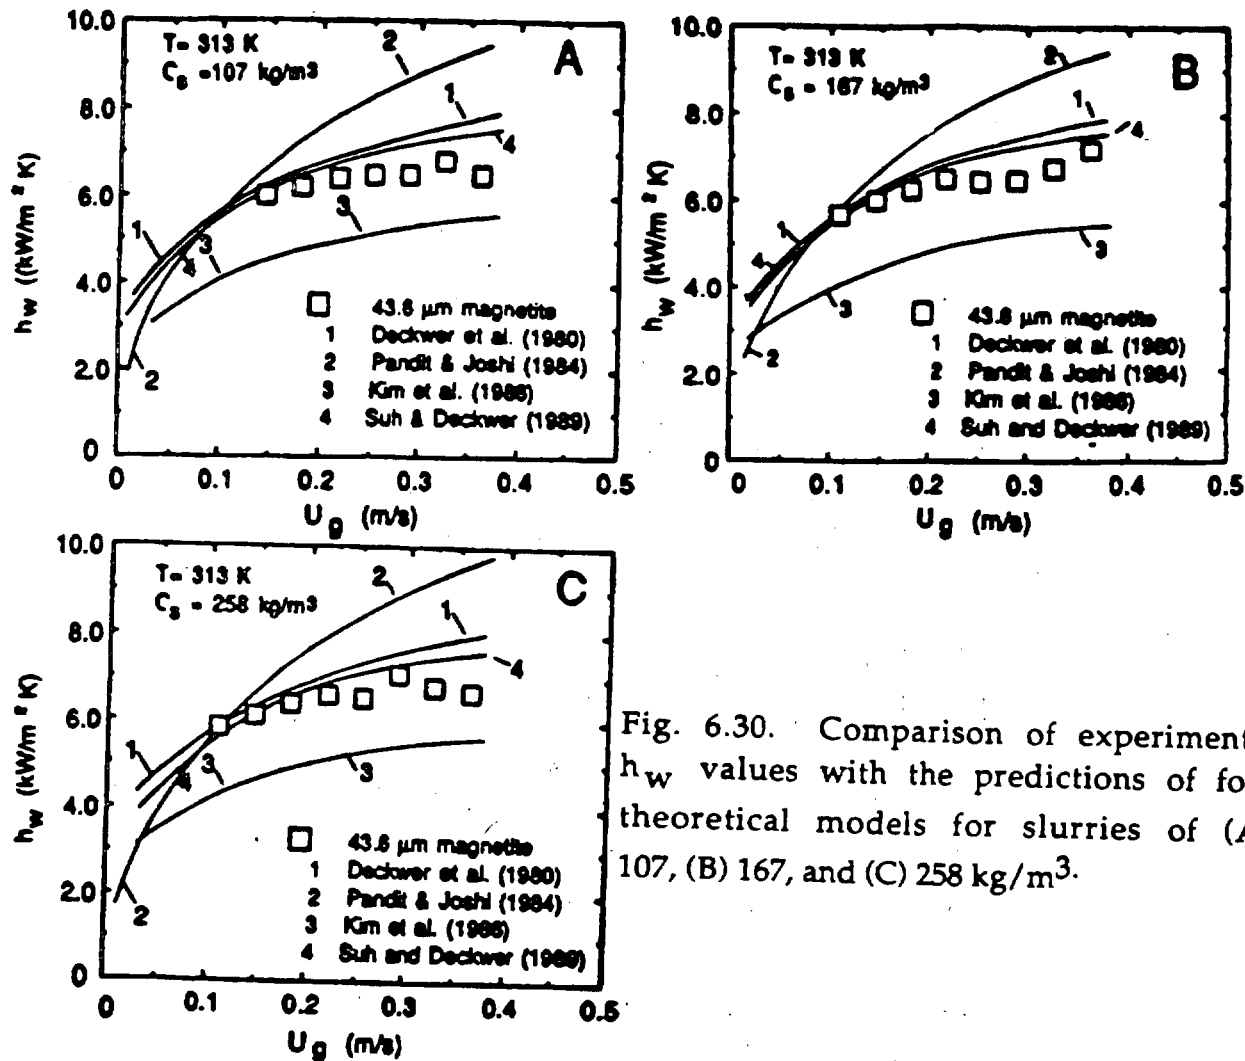 10.0
8.0
6.0
4.0
2.0
0
h_w ((kW/m² K)
T= 313 K
C_s =107 kg/m³
A
2
1
4
3
1
3
4
2
43.6 µm magnetite
1 Deckwer et al. (1980)
2 Pandit & Joshi (1984)
3 Kim et al. (1986)
4 Suh & Deckwer (1989)
0 0.1 0.2 0.3 0.4 0.5
U_g (m/s)
10.0
8.0
6.0
4.0
2.0
0
h_w (kW/m² K)
T= 313 K
C_s = 167 kg/m³
B
2
1
4
1
4
3
3
2
43.6 µm magnetite
1 Deckwer et al. (1980)
2 Pandit & Joshi (1984)
3 Kim et al. (1986)
4 Suh and Deckwer (1989)
0 0.1 0.2 0.3 0.4 0.5
U_g (m/s)
10.0
8.0
6.0
4.0
2.0
0
h_w (kW/m² K)
T= 313 K
C_s = 258 kg/m³
C
2
1
4
1
3
4
3
2
43.6 µm magnetite
1 Deckwer et al. (1980)
2 Pandit & Joshi (1984)
3 Kim et al. (1986)
4 Suh and Deckwer (1989)
0 0.1 0.2 0.3 0.4 0.5
U_g (m/s)
Fig. 6.30. Comparison of experiment
h_w values with the predictions of fo
theoretical models for slurries of (A
107, (B) 167, and (C) 258 kg/m³.